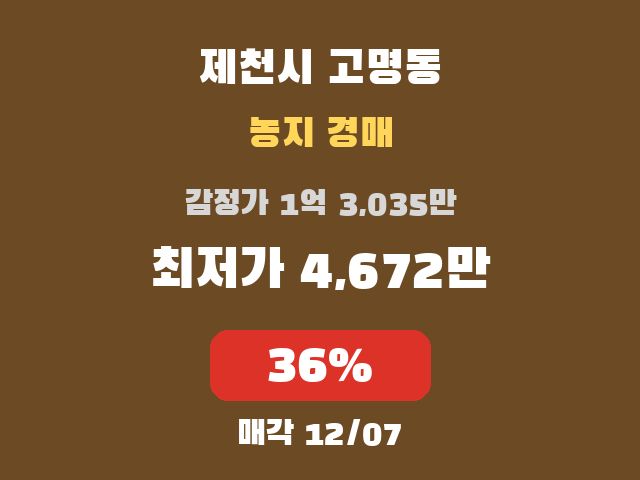 제천시 고명동
농지 경매
감정가 1억 3,035만
최저가 4,672만
36%
매각 12/07